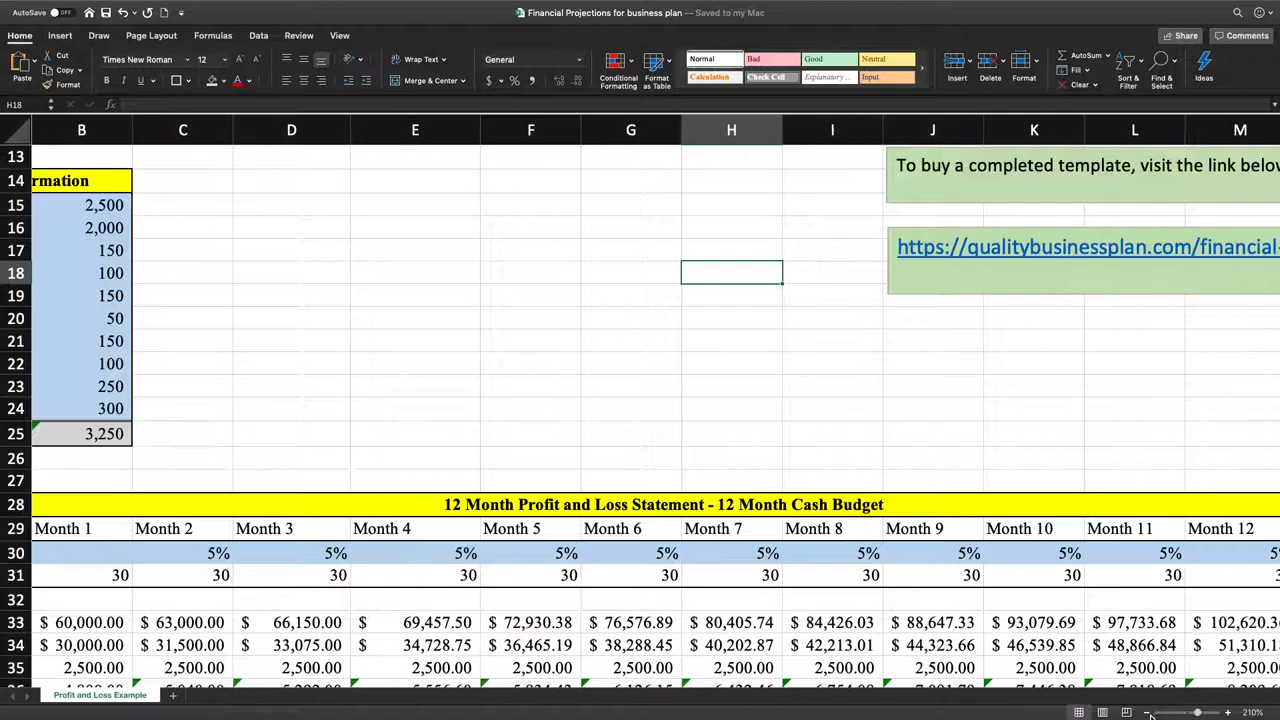 AutoSave OFF Financial Projections for business plan — Saved to my Mac
Home Insert Draw Page Layout Formulas Data Review View Share Comments
Paste Cut Copy Format Times New Roman 12 Wrap Text Merge & Center General Conditional Formatting Format as Table Normal Bad Good Neutral Calculation Check Cell Explanatory ... Input Insert Delete Format AutoSum Fill Clear Sort & Filter Find & Select Ideas
H18 fx
B C D E F G H I J K L M
13 To buy a completed template, visit the link below
14 rmation
15 2,500
16 2,000
17 150 https://qualitybusinessplan.com/financial-
18 100
19 150
20 50
21 150
22 100
23 250
24 300
25 3,250
26
27
28 12 Month Profit and Loss Statement - 12 Month Cash Budget
29 Month 1 Month 2 Month 3 Month 4 Month 5 Month 6 Month 7 Month 8 Month 9 Month 10 Month 11 Month 12
30 5% 5% 5% 5% 5% 5% 5% 5% 5% 5% 5%
31 30 30 30 30 30 30 30 30 30 30 30 3
32
33 $ 60,000.00 $ 63,000.00 $ 66,150.00 $ 69,457.50 $ 72,930.38 $ 76,576.89 $ 80,405.74 $ 84,426.03 $ 88,647.33 $ 93,079.69 $ 97,733.68 $ 102,620.3
34 $ 30,000.00 $ 31,500.00 $ 33,075.00 $ 34,728.75 $ 36,465.19 $ 38,288.45 $ 40,202.87 $ 42,213.01 $ 44,323.66 $ 46,539.85 $ 48,866.84 $ 51,310.1
35 2,500.00 2,500.00 2,500.00 2,500.00 2,500.00 2,500.00 2,500.00 2,500.00 2,500.00 2,500.00 2,500.00 2,500.0
Profit and Loss Example
210%